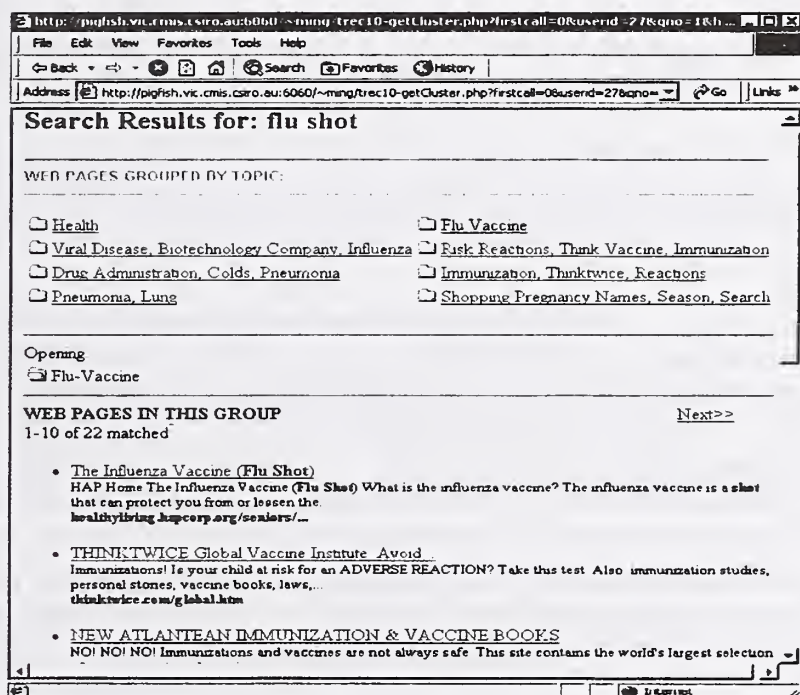 http://pigfish.vic.cmis.csiro.au:6060/~ming/trec10-getCluster.php?firstcall=0&userid=27&qno=1&h...
File Edit View Favorites Tools Help
Back Search Favorites History
Address http://pigfish.vic.cmis.csiro.au:6060/~ming/trec10-getCluster.php?firstcall=0&userid=27&qno= Go Links »
Search Results for: flu shot
WEB PAGES GROUPED BY TOPIC:
Health Flu Vaccine
Viral Disease, Biotechnology Company, Influenza Risk Reactions, Think Vaccine, Immunization
Drug Administration, Colds, Pneumonia Immunization, Thinktwice, Reactions
Pneumonia, Lung Shopping Pregnancy Names, Season, Search
Opening
Flu-Vaccine
WEB PAGES IN THIS GROUP Next>>
1-10 of 22 matched
• The Influenza Vaccine (Flu Shot)
HAP Home The Influenza Vaccine (Flu Shot) What is the influenza vaccine? The influenza vaccine is a shot
that can protect you from or lessen the.
healthyliving.hapcorp.org/seniors/...
• THINKTWICE Global Vaccine Institute Avoid ..
Immunizations! Is your child at risk for an ADVERSE REACTION? Take this test Also immunization studies,
personal stories, vaccine books, laws,...
thinktwice.com/global.htm
• NEW ATLANTEAN IMMUNIZATION & VACCINE BOOKS
NO! NO! NO! Immunizations and vaccines are not always safe This site contains the world's largest selection
Internet